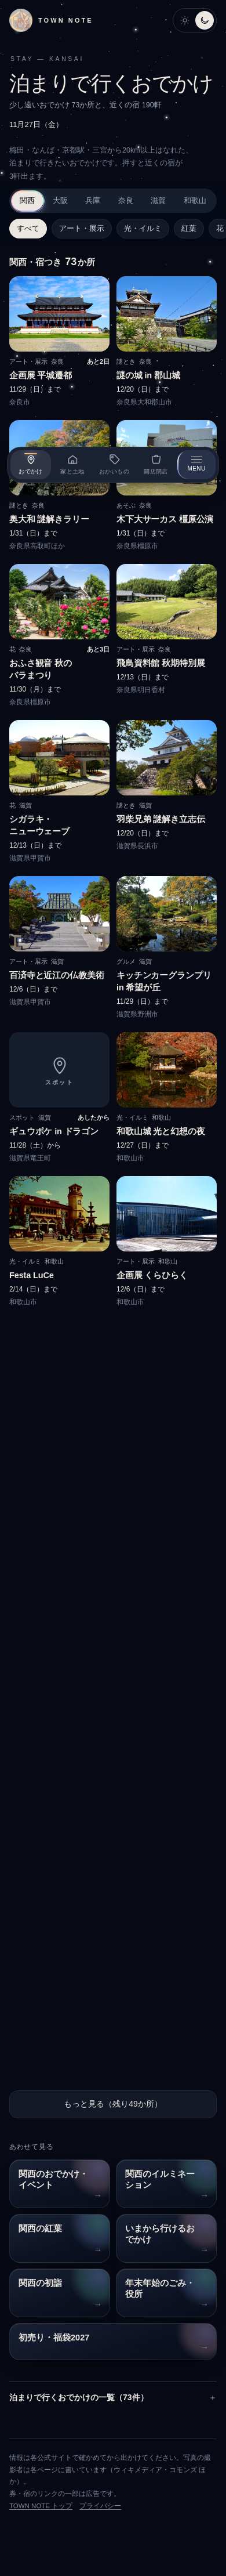 TOWN NOTE
STAY — KANSAI
泊まりで行くおでかけ
少し遠いおでかけ 73か所と、近くの宿 190軒
11月27日（金）
梅田・なんば・京都駅・三宮から20km以上はなれた、
泊まりで行きたいおでかけです。押すと近くの宿が
3軒出ます。
関西 大阪 兵庫 奈良 滋賀 和歌山
すべて アート・展示 光・イルミ 紅葉 花
関西・宿つき 73か所
アート・展示 奈良 あと2日
企画展 平城遷都
11/29（日）まで
奈良市
謎とき 奈良
謎の城 in 郡山城
12/20（日）まで
奈良県大和郡山市
おでかけ 家と土地 おかいもの 開店閉店 MENU
謎とき 奈良
奥大和 謎解きラリー
1/31（日）まで
奈良県高取町ほか
あそぶ 奈良
木下大サーカス 橿原公演
1/31（日）まで
奈良県橿原市
花 奈良 あと3日
おふさ観音 秋の
バラまつり
11/30（月）まで
奈良県橿原市
アート・展示 奈良
飛鳥資料館 秋期特別展
12/13（日）まで
奈良県明日香村
花 滋賀
シガラキ・
ニューウェーブ
12/13（日）まで
滋賀県甲賀市
謎とき 滋賀
羽柴兄弟 謎解き立志伝
12/20（日）まで
滋賀県長浜市
アート・展示 滋賀
百済寺と近江の仏教美術
12/6（日）まで
滋賀県甲賀市
グルメ 滋賀
キッチンカーグランプリ
in 希望が丘
11/29（日）まで
滋賀県野洲市
スポット
スポット 滋賀 あしたから
ギュウポケ in ドラゴン
11/28（土）から
滋賀県竜王町
光・イルミ 和歌山
和歌山城 光と幻想の夜
12/27（日）まで
和歌山市
光・イルミ 和歌山
Festa LuCe
2/14（日）まで
和歌山市
アート・展示 和歌山
企画展 くらひらく
12/6（日）まで
和歌山市
もっと見る（残り49か所）
あわせて見る
関西のおでかけ・
イベント
→
関西のイルミネー
ション
→
関西の紅葉
→
いまから行けるお
でかけ
→
関西の初詣
→
年末年始のごみ・
役所
→
初売り・福袋2027
→
泊まりで行くおでかけの一覧（73件） +
情報は各公式サイトで確かめてから出かけてください。写真の撮
影者は各ページに書いています（ウィキメディア・コモンズ ほ
か）。
券・宿のリンクの一部は広告です。
TOWN NOTE トップ プライバシー